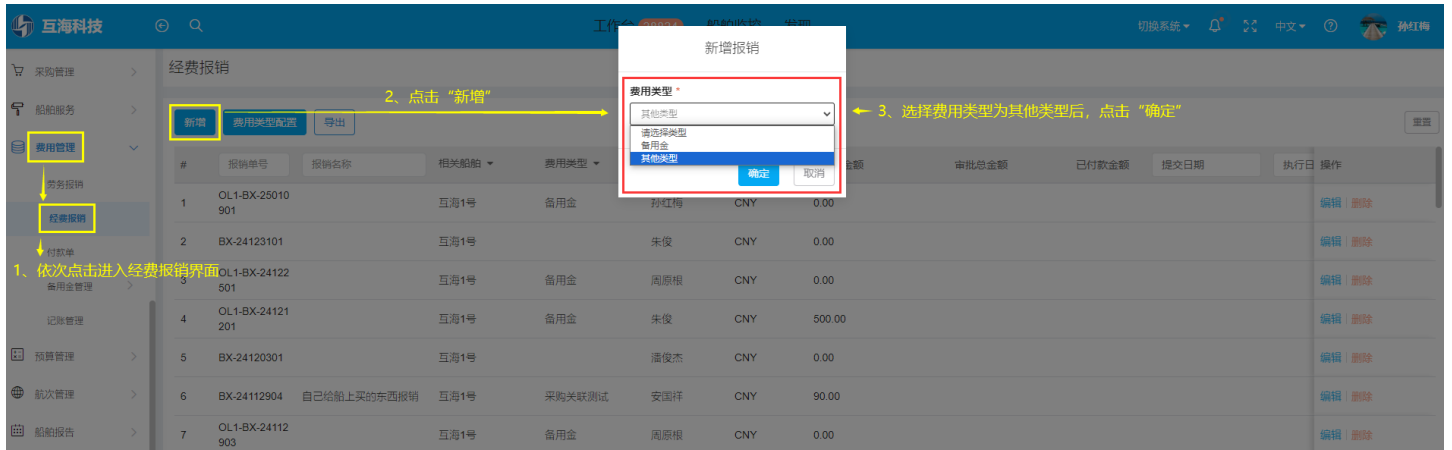 互海科技
工作台 28824 船舶监控 发现
切换系统 中文 孙红梅
采购管理
船舶服务
费用管理
劳务报销
经费报销
付款单
备用金管理
记账管理
预算管理
航次管理
船舶报告
1、依次点击进入经费报销界面
经费报销
新增 费用类型配置 导出 重置
2、点击“新增”
新增报销
费用类型 *
其他类型
请选择类型
备用金
其他类型
确定 取消
3、选择费用类型为其他类型后，点击“确定”
# 报销单号 报销名称 相关船舶 费用类型 金额 审批总金额 已付款金额 提交日期 执行日 操作
1 OL1-BX-25010901 互海1号 备用金 孙红梅 CNY 0.00 编辑 | 删除
2 BX-24123101 互海1号 朱俊 CNY 0.00 编辑 | 删除
3 OL1-BX-24122501 互海1号 备用金 周原根 CNY 0.00 编辑 | 删除
4 OL1-BX-24121201 互海1号 备用金 朱俊 CNY 500.00 编辑 | 删除
5 BX-24120301 互海1号 潘俊杰 CNY 0.00 编辑 | 删除
6 BX-24112904 自己给船上买的东西报销 互海1号 采购关联测试 安国祥 CNY 90.00 编辑 | 删除
7 OL1-BX-24112903 互海1号 备用金 周原根 CNY 0.00 编辑 | 删除